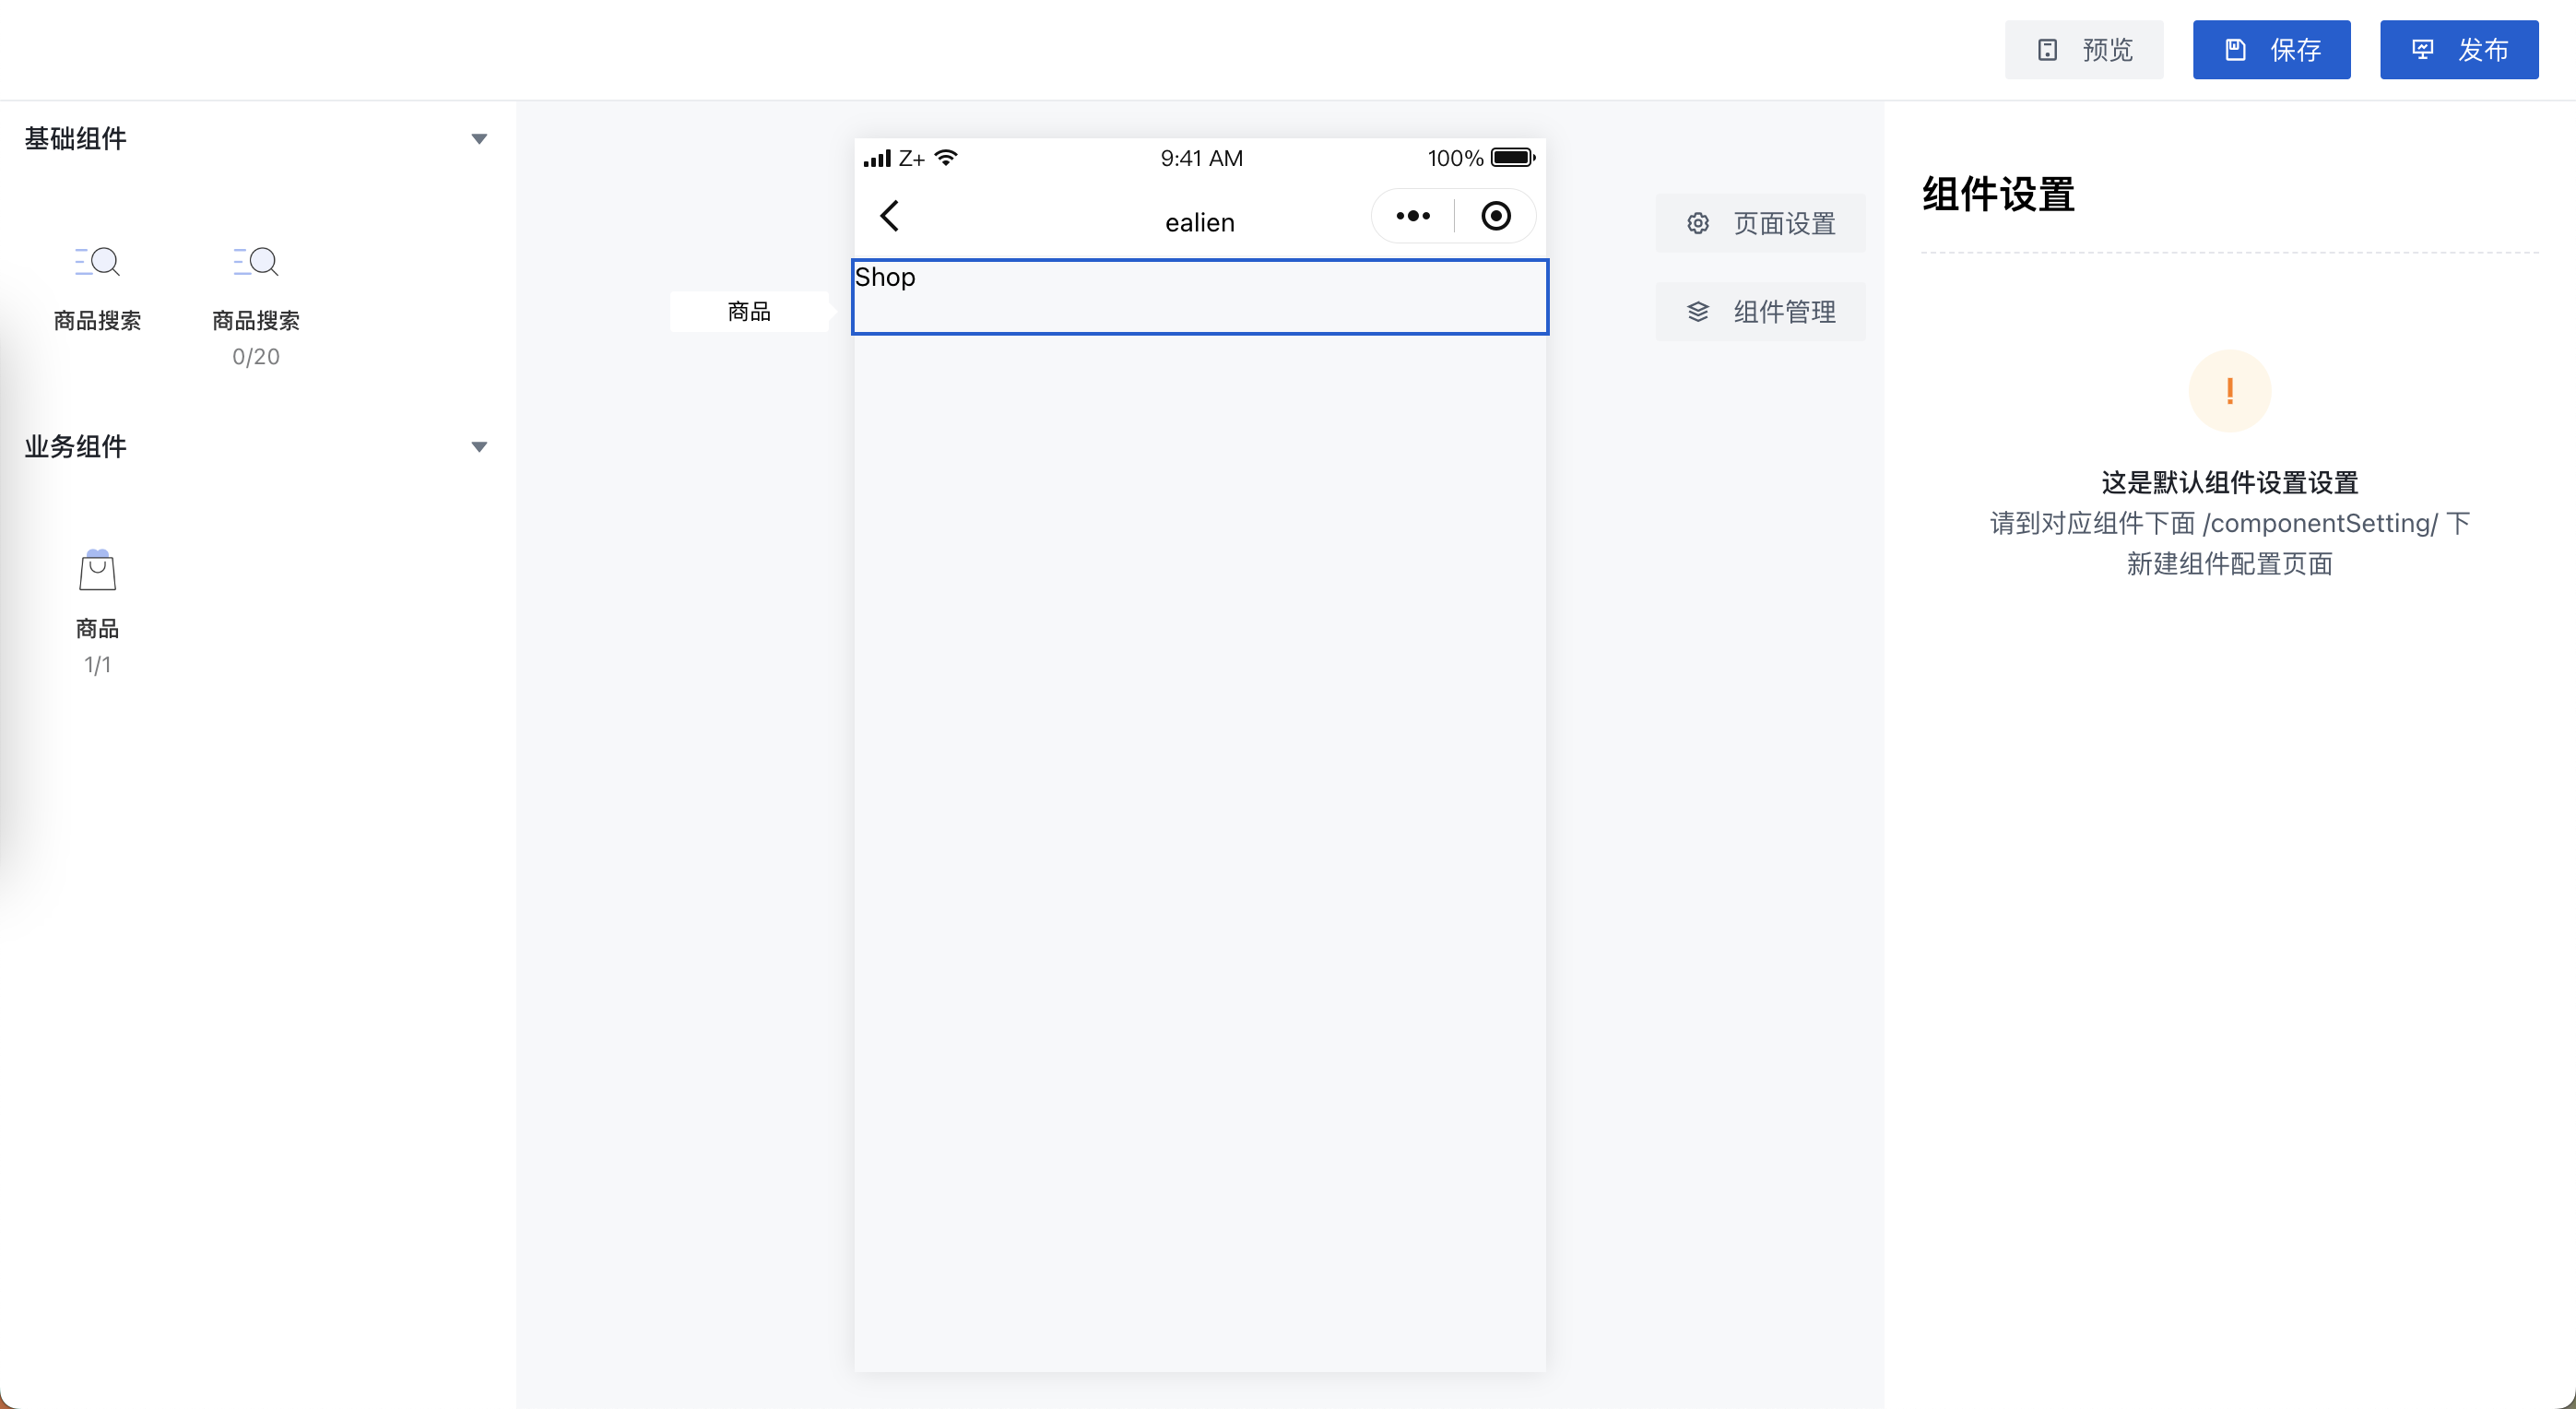 预览
保存
发布
基础组件
商品搜索
商品搜索
0/20
业务组件
商品
1/1
Z+
9:41 AM
100%
ealien
Shop
商品
页面设置
组件管理
组件设置
!
这是默认组件设置设置
请到对应组件下面 /componentSetting/ 下
新建组件配置页面